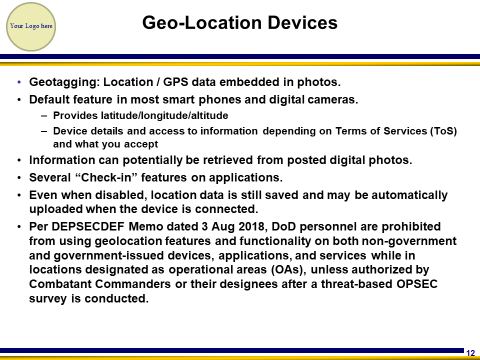 Your Logo here
Geo-Location Devices
• Geotagging: Location / GPS data embedded in photos.
• Default feature in most smart phones and digital cameras.
– Provides latitude/longitude/altitude
– Device details and access to information depending on Terms of Services (ToS)
and what you accept
• Information can potentially be retrieved from posted digital photos.
• Several “Check-in” features on applications.
• Even when disabled, location data is still saved and may be automatically
uploaded when the device is connected.
• Per DEPSECDEF Memo dated 3 Aug 2018, DoD personnel are prohibited
from using geolocation features and functionality on both non-government
and government-issued devices, applications, and services while in
locations designated as operational areas (OAs), unless authorized by
Combatant Commanders or their designees after a threat-based OPSEC
survey is conducted.
12